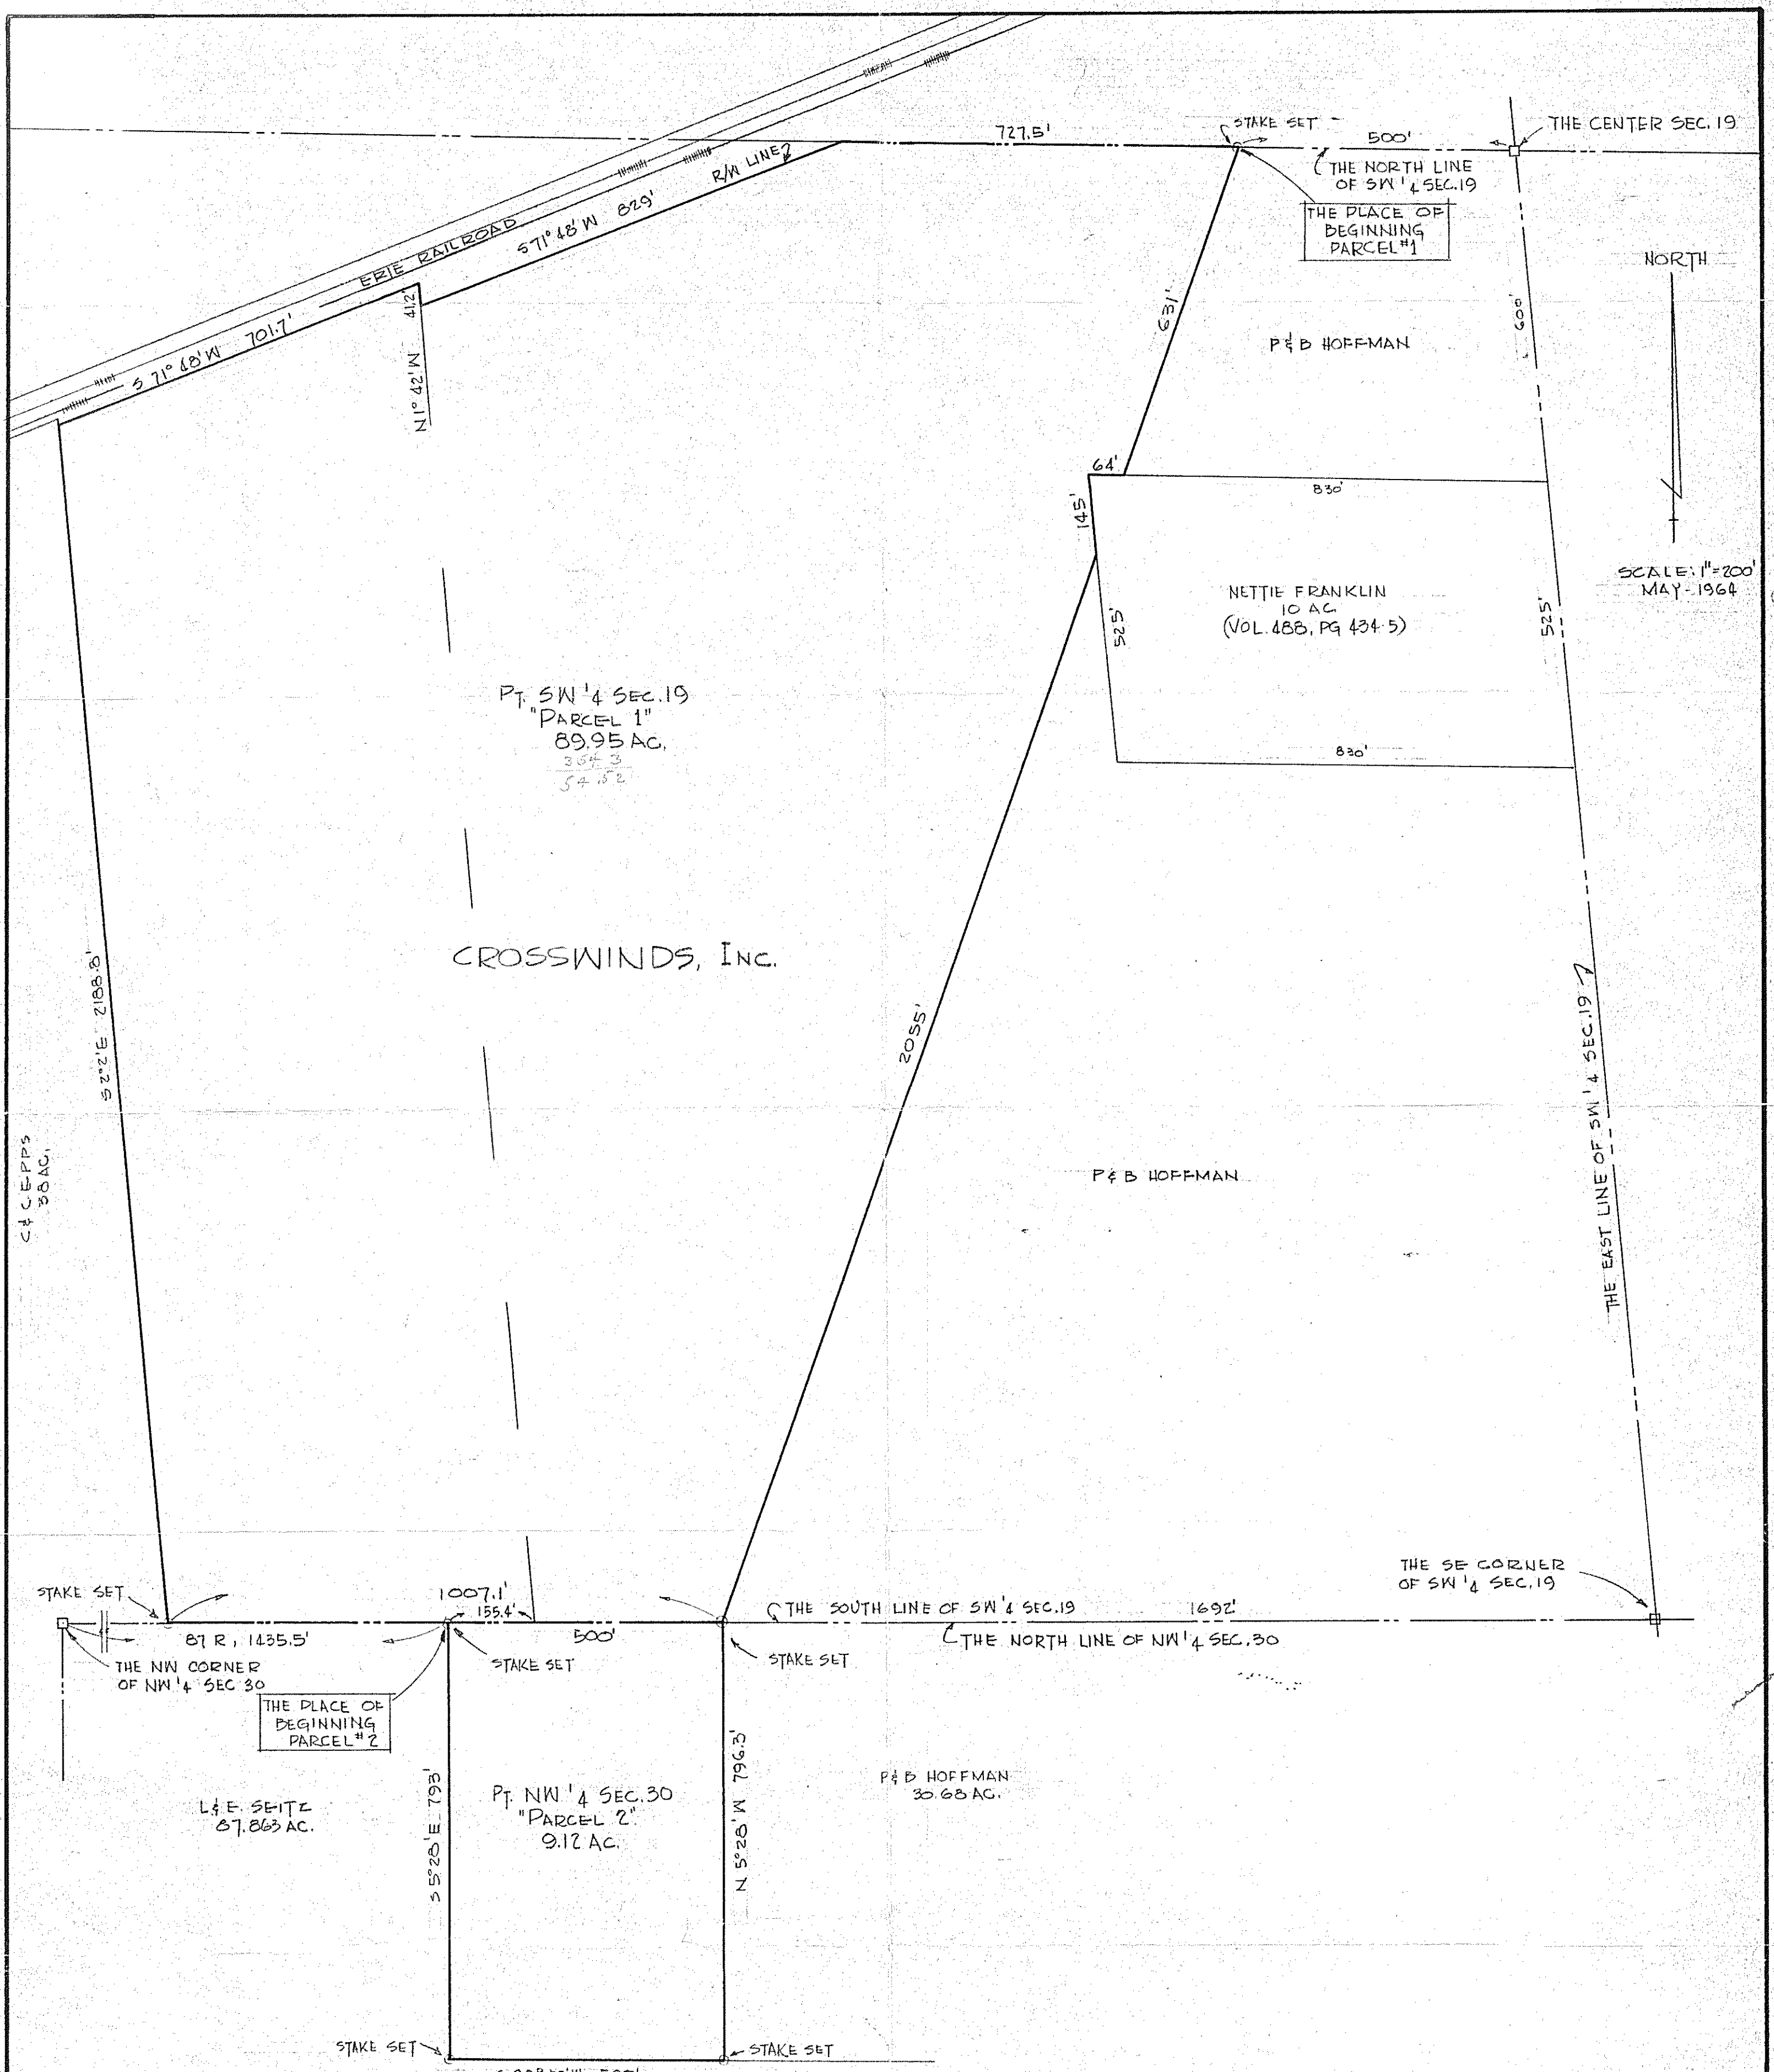 727.5'
STAKE SET
500'
THE CENTER SEC. 19
THE NORTH LINE
OF SW 1/4 SEC. 19
THE PLACE OF
BEGINNING
PARCEL #1
NORTH
ERIE RAILROAD
R/W LINE
S 71° 48' W 829'
S 71° 48' W 701.7'
41.2'
N 1° 42' W
631'
600'
P & B HOFFMAN
64'
830'
145'
SCALE: 1"=200'
MAY-1964
NETTIE FRANKLIN
10 AC
(VOL. 488, PG 434-5)
525'
525'
830'
PT. SW 1/4 SEC. 19
"PARCEL 1"
89.95 AC.
54.52
CROSSWINDS, INC.
S 2° 2' E 2188.8'
2055'
THE EAST LINE OF SW 1/4 SEC. 19
C & C EPPS
38 AC.
P & B HOFFMAN
THE SE CORNER
OF SW 1/4 SEC. 19
STAKE SET
1007.1'
155.4'
THE SOUTH LINE OF SW 1/4 SEC. 19
1692'
87 R, 1435.5'
500'
THE NORTH LINE OF NW 1/4 SEC. 30
THE NW CORNER
OF NW 1/4 SEC 30
STAKE SET
STAKE SET
THE PLACE OF
BEGINNING
PARCEL #2
S 5° 28' E 793'
N 5° 28' W 796.3'
PT. NW 1/4 SEC. 30
"PARCEL 2"
9.12 AC.
L & E. SEITZ
87.863 AC.
P & B HOFFMAN
30.68 AC.
STAKE SET
STAKE SET